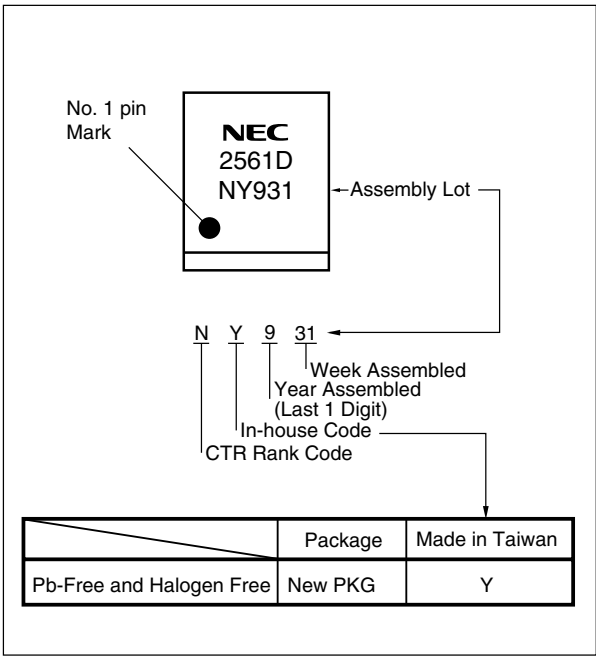 No. 1 pin
Mark
NEC
2561D
NY931
Assembly Lot
N Y 9 31
Week Assembled
Year Assembled
(Last 1 Digit)
In-house Code
CTR Rank Code
Package Made in Taiwan
Pb-Free and Halogen Free New PKG Y